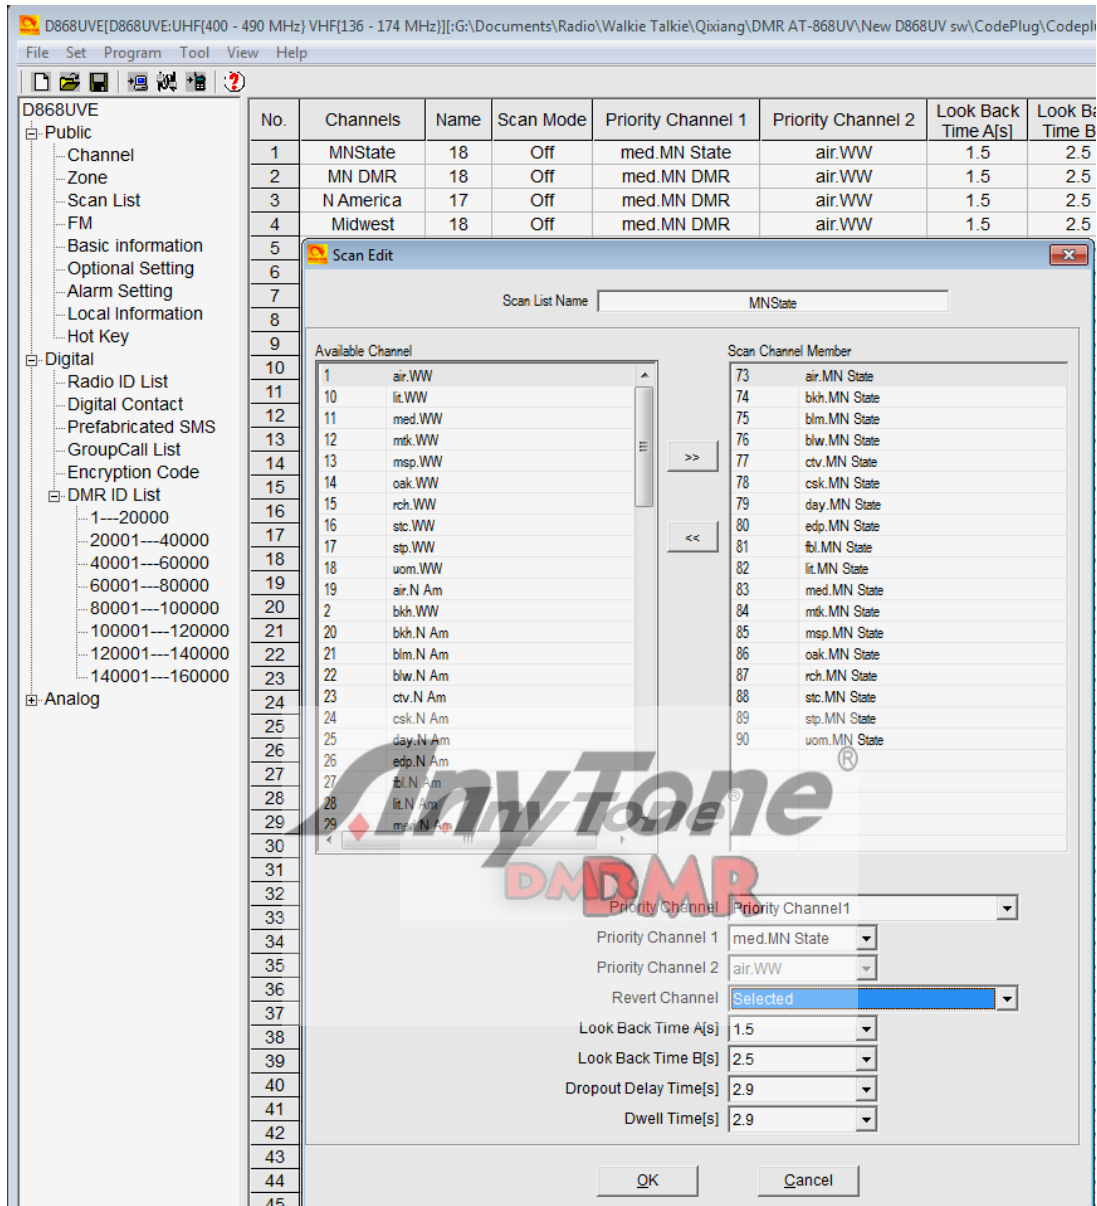 D868UVE[D868UVE:UHF{400 - 490 MHz} VHF{136 - 174 MHz}][:G:\Documents\Radio\Walkie Talkie\Qixiang\DMR AT-868UV\New D868UV sw\CodePlug\Codeplu
File Set Program Tool View Help
D868UVE
Public
Channel
Zone
Scan List
FM
Basic information
Optional Setting
Alarm Setting
Local Information
Hot Key
Digital
Radio ID List
Digital Contact
Prefabricated SMS
GroupCall List
Encryption Code
DMR ID List
1---20000
20001---40000
40001---60000
60001---80000
80001---100000
100001---120000
120001---140000
140001---160000
Analog
No. Channels Name Scan Mode Priority Channel 1 Priority Channel 2 Look Back Time A[s] Look Ba Time B
1 MNState 18 Off med.MN State air.WW 1.5 2.5
2 MN DMR 18 Off med.MN DMR air.WW 1.5 2.5
3 N America 17 Off med.MN DMR air.WW 1.5 2.5
4 Midwest 18 Off med.MN DMR air.WW 1.5 2.5
5
6
7
8
9
10
11
12
13
14
15
16
17
18
19
20
21
22
23
24
25
26
27
28
29
30
31
32
33
34
35
36
37
38
39
40
41
42
43
44
45
Scan Edit
Scan List Name MNState
Available Channel
1 air.WW
10 lit.WW
11 med.WW
12 mtk.WW
13 msp.WW
14 oak.WW
15 rch.WW
16 stc.WW
17 stp.WW
18 uom.WW
19 air.N Am
2 bkh.WW
20 bkh.N Am
21 blm.N Am
22 blw.N Am
23 ctv.N Am
24 csk.N Am
25 day.N Am
26 edp.N Am
27 fbl.N Am
28 lit.N Am
29 med.N Am
>>
<<
Scan Channel Member
73 air.MN State
74 bkh.MN State
75 blm.MN State
76 blw.MN State
77 ctv.MN State
78 csk.MN State
79 day.MN State
80 edp.MN State
81 fbl.MN State
82 lit.MN State
83 med.MN State
84 mtk.MN State
85 msp.MN State
86 oak.MN State
87 rch.MN State
88 stc.MN State
89 stp.MN State
90 uom.MN State
AnyTone®
Tone®
DMR
DMR
Priority Channel Priority Channel1
Priority Channel 1 med.MN State
Priority Channel 2 air.WW
Revert Channel Selected
Look Back Time A[s] 1.5
Look Back Time B[s] 2.5
Dropout Delay Time[s] 2.9
Dwell Time[s] 2.9
OK Cancel